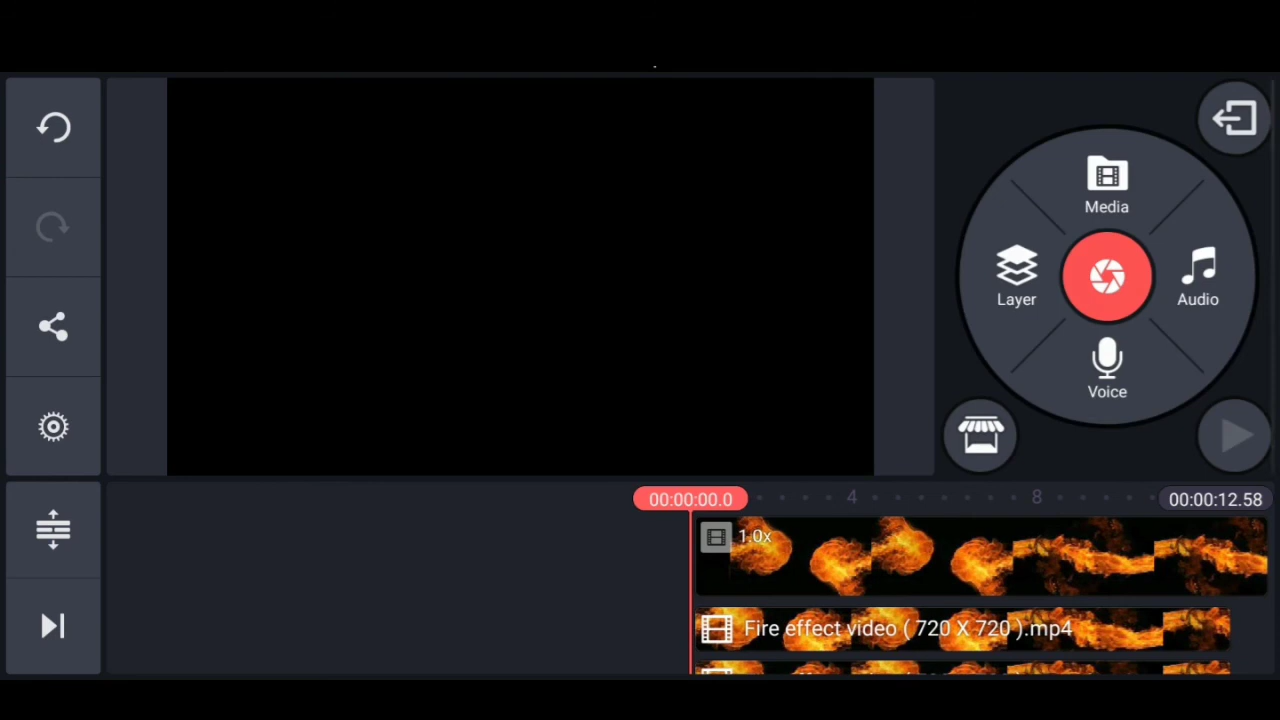 Media
Layer
Audio
Voice
00:00:00.0
4
8
00:00:12.58
1.0x
Fire effect video ( 720 X 720 ).mp4